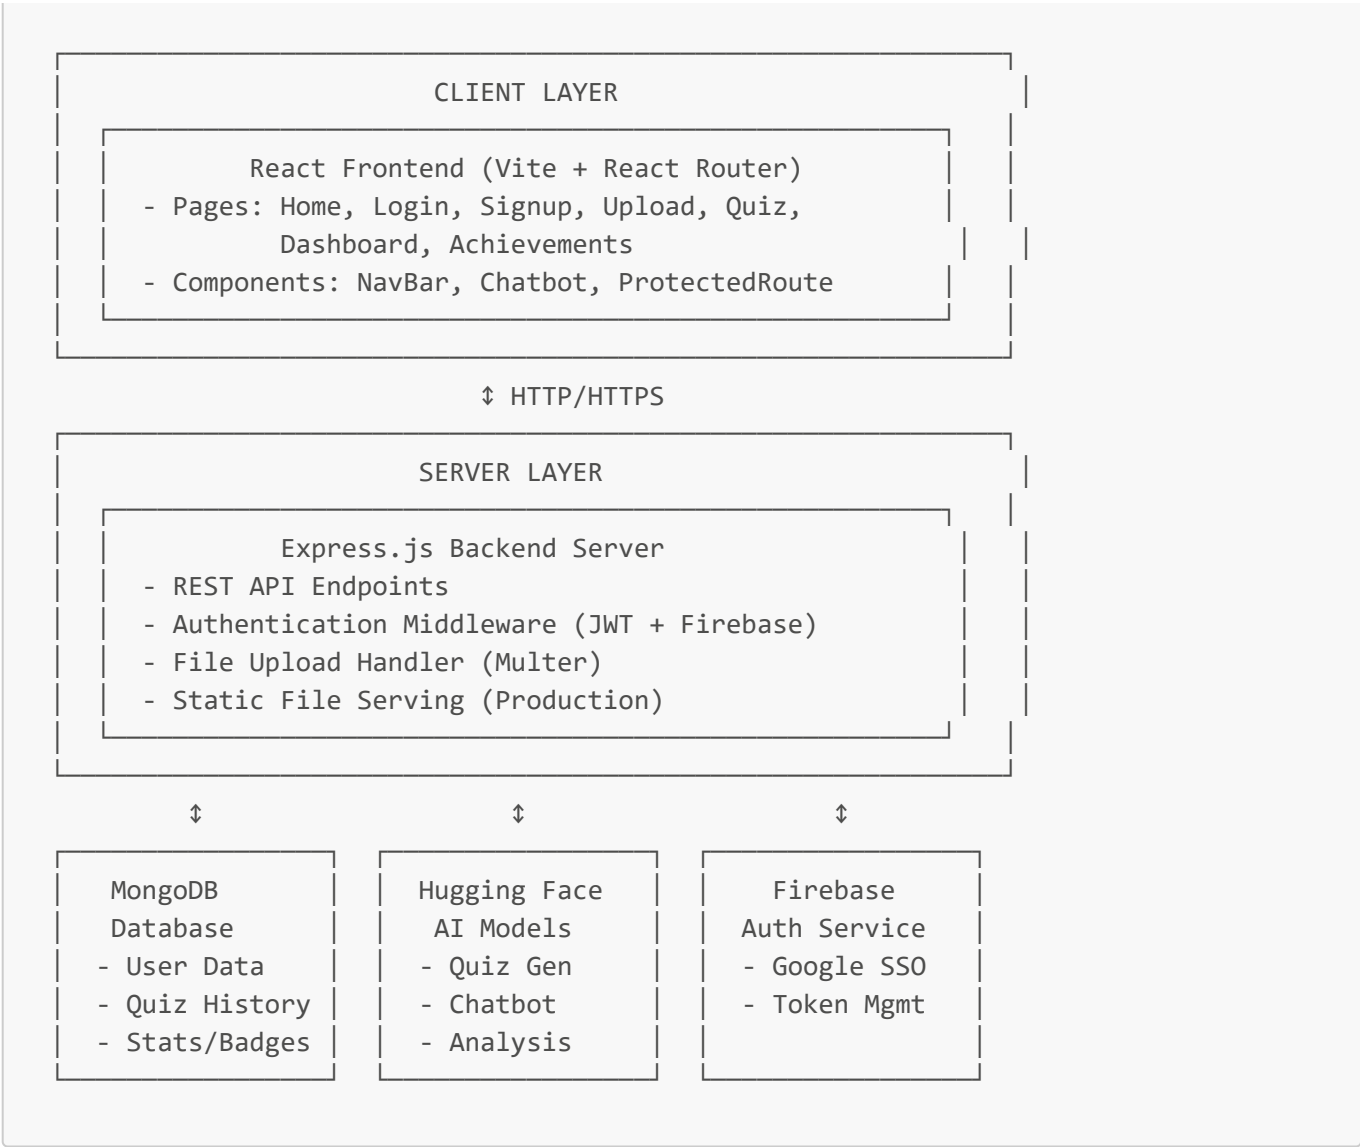 CLIENT LAYER
React Frontend (Vite + React Router)
- Pages: Home, Login, Signup, Upload, Quiz,
Dashboard, Achievements
- Components: NavBar, Chatbot, ProtectedRoute
↕ HTTP/HTTPS
SERVER LAYER
Express.js Backend Server
- REST API Endpoints
- Authentication Middleware (JWT + Firebase)
- File Upload Handler (Multer)
- Static File Serving (Production)
↕ ↕ ↕
MongoDB
Database
- User Data
- Quiz History
- Stats/Badges
Hugging Face
AI Models
- Quiz Gen
- Chatbot
- Analysis
Firebase
Auth Service
- Google SSO
- Token Mgmt